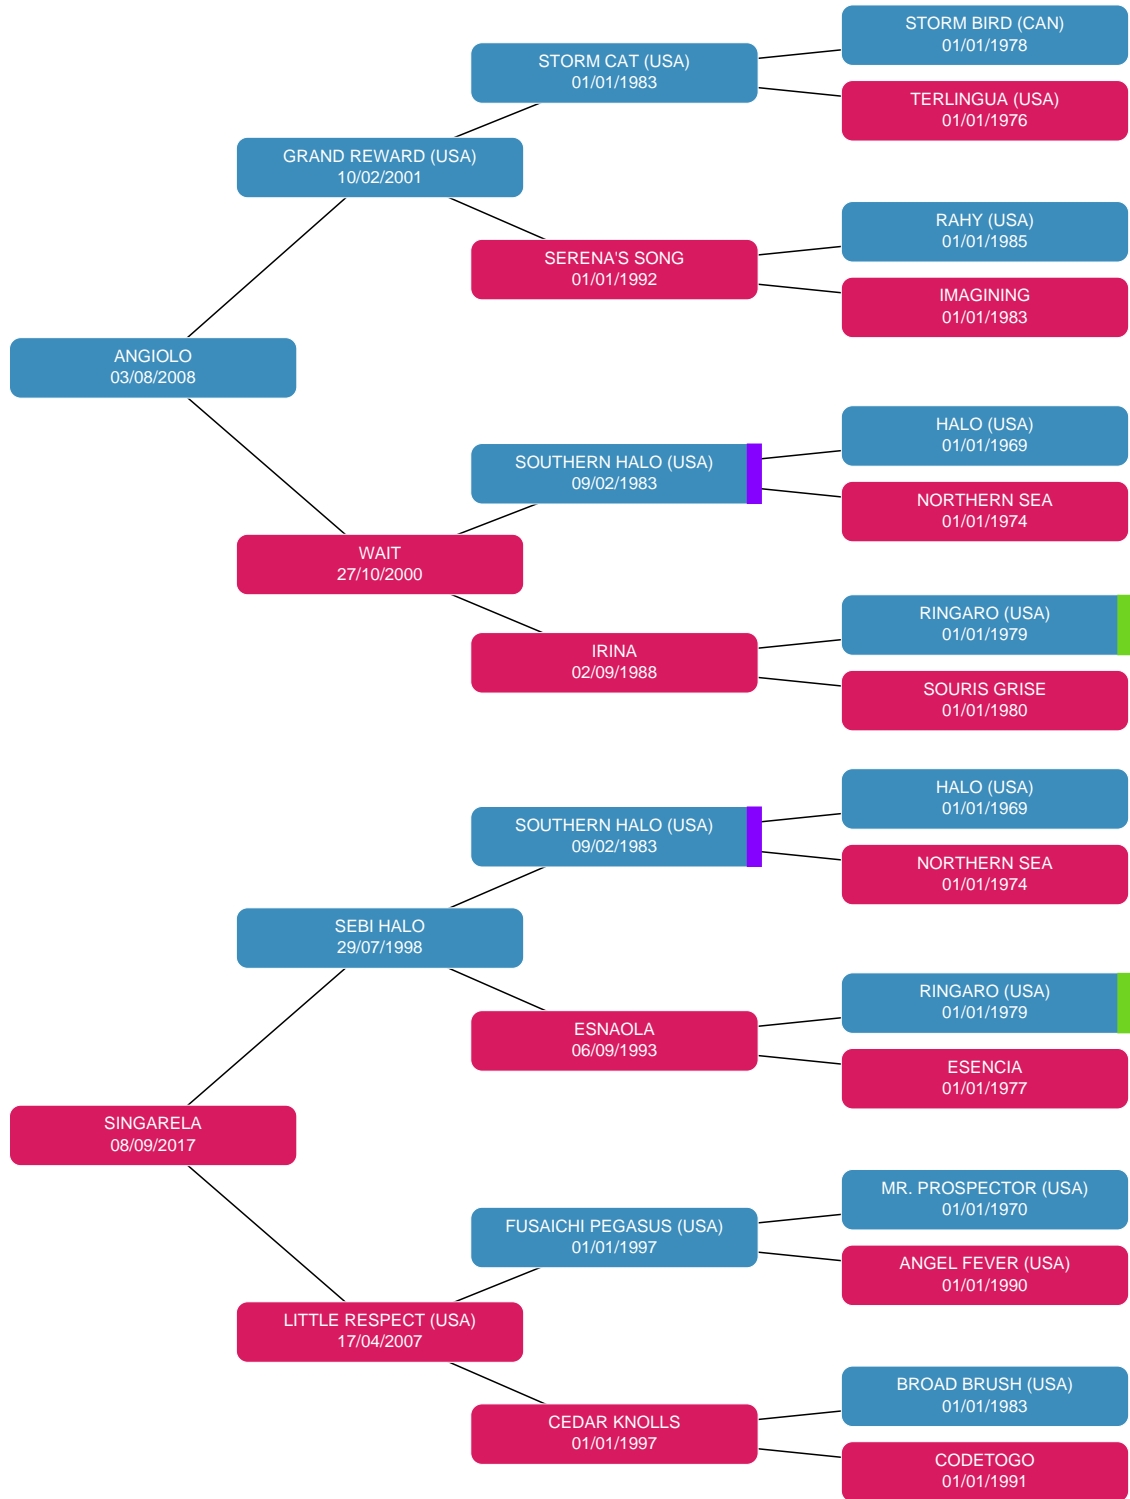 STORM BIRD (CAN)
01/01/1978
STORM CAT (USA)
01/01/1983
TERLINGUA (USA)
01/01/1976
GRAND REWARD (USA)
10/02/2001
RAHY (USA)
01/01/1985
SERENA'S SONG
01/01/1992
IMAGINING
01/01/1983
ANGIOLO
03/08/2008
HALO (USA)
01/01/1969
SOUTHERN HALO (USA)
09/02/1983
NORTHERN SEA
01/01/1974
WAIT
27/10/2000
RINGARO (USA)
01/01/1979
IRINA
02/09/1988
SOURIS GRISE
01/01/1980
HALO (USA)
01/01/1969
SOUTHERN HALO (USA)
09/02/1983
NORTHERN SEA
01/01/1974
SEBI HALO
29/07/1998
RINGARO (USA)
01/01/1979
ESNAOLA
06/09/1993
ESENCIA
01/01/1977
SINGARELA
08/09/2017
MR. PROSPECTOR (USA)
01/01/1970
FUSAICHI PEGASUS (USA)
01/01/1997
ANGEL FEVER (USA)
01/01/1990
LITTLE RESPECT (USA)
17/04/2007
BROAD BRUSH (USA)
01/01/1983
CEDAR KNOLLS
01/01/1997
CODETOGO
01/01/1991